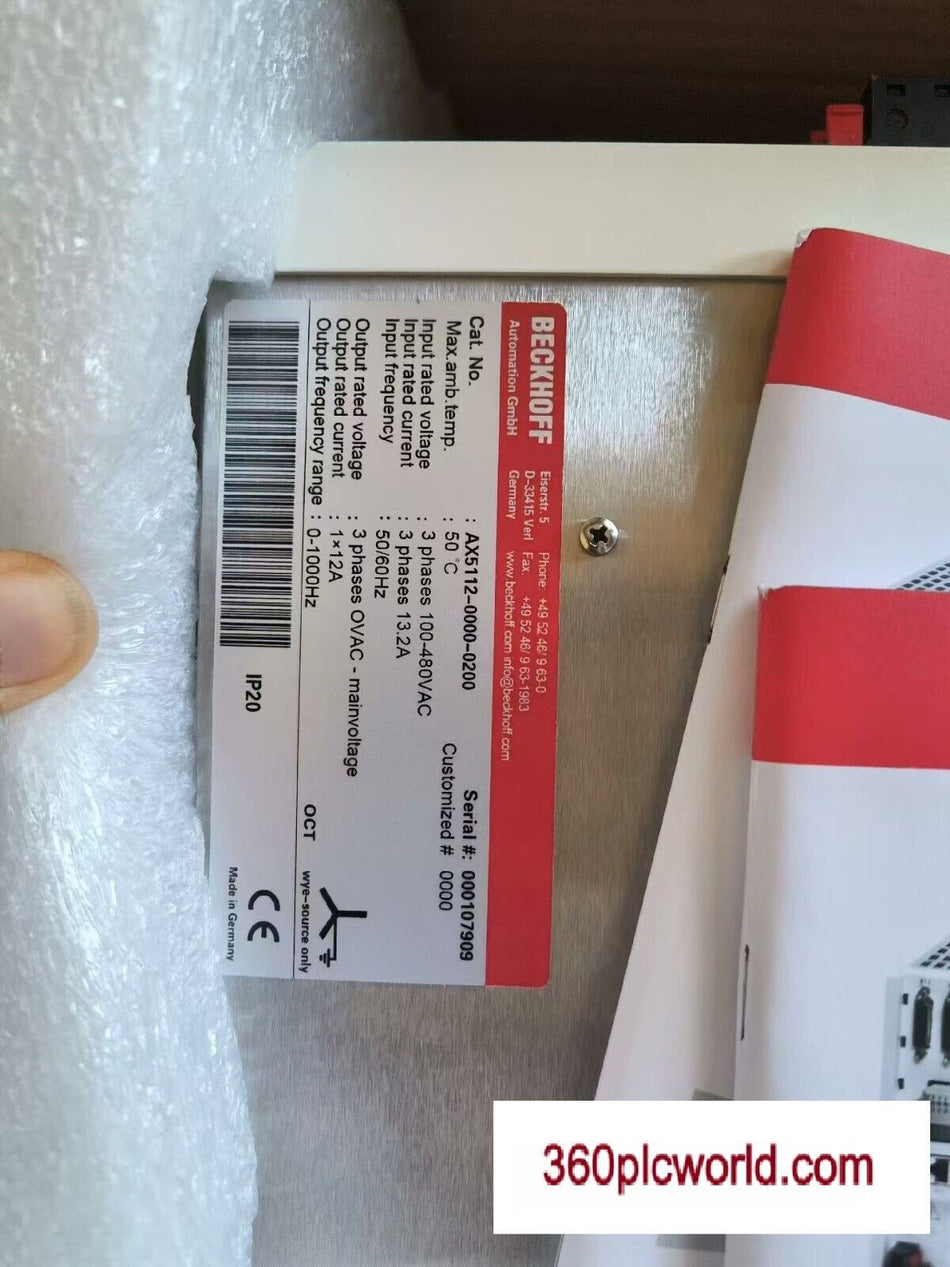 BECKHOFF
Automation GmbH
Eiserstr. 5 Phone: +49 52 46/ 9 63-0
D-33415 Verl Fax. +49 52 46/ 9 63-1983
Germany www.beckhoff.com info@beckhoff.com
Cat. No. : AX5112-0000-0200 Serial #: 000107909
Max.amb.temp. : 50 °C Customized # 0000
Input rated voltage : 3 phases 100-480VAC
Input rated current : 3 phases 13.2A
Input frequency : 50/60Hz
Output rated voltage : 3 phases OVAC - mainvoltage
Output rated current : 1×12A
Output frequency range : 0-1000Hz
OCT
wye-source only
IP20
CE
Made in Germany
360plcworld.com